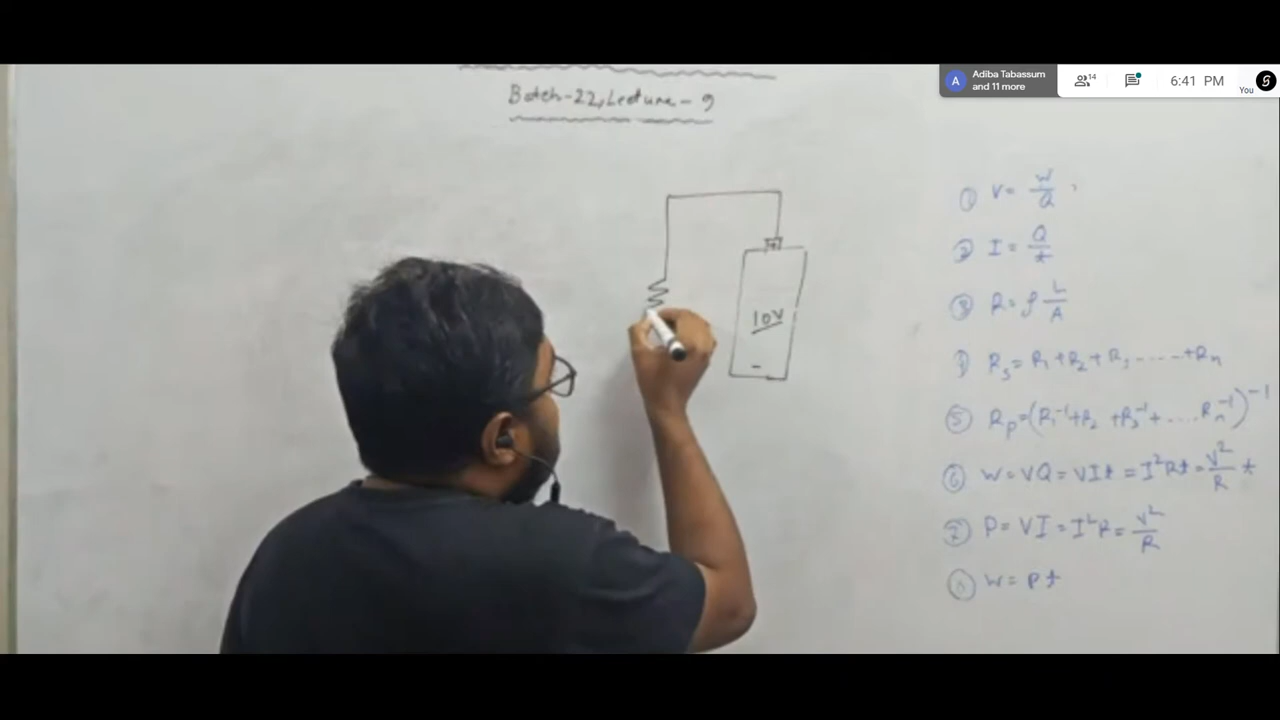 Batch-22, Lecture-9
Adiba Tabassum
and 11 more
14
6:41 PM
You
+
10V
-
① V = W/Q
② I = Q/t
③ R = ρ L/A
④ Rs = R1 + R2 + R3 ..... + Rn
⑤ Rp = (R1⁻¹ + R2 + R3⁻¹ + .... Rn⁻¹)⁻¹
⑥ W = VQ = VIt = I²Rt = V²/R t
⑦ P = VI = I²R = V²/R
⑧ W = Pt